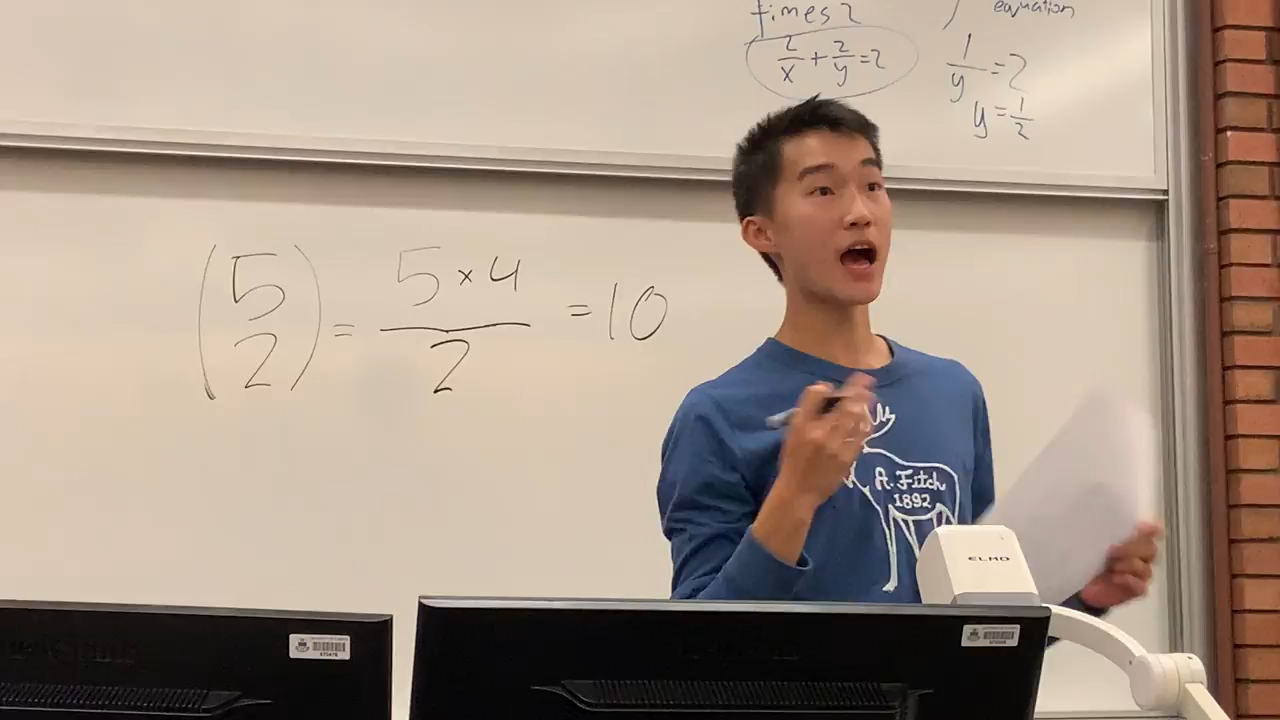 times 2
2/x + 2/y = 2
equation
1/y = 2
y = 1/2
(5 2) = 5 × 4 / 2 = 10
A. Fitch
1892
ELMO